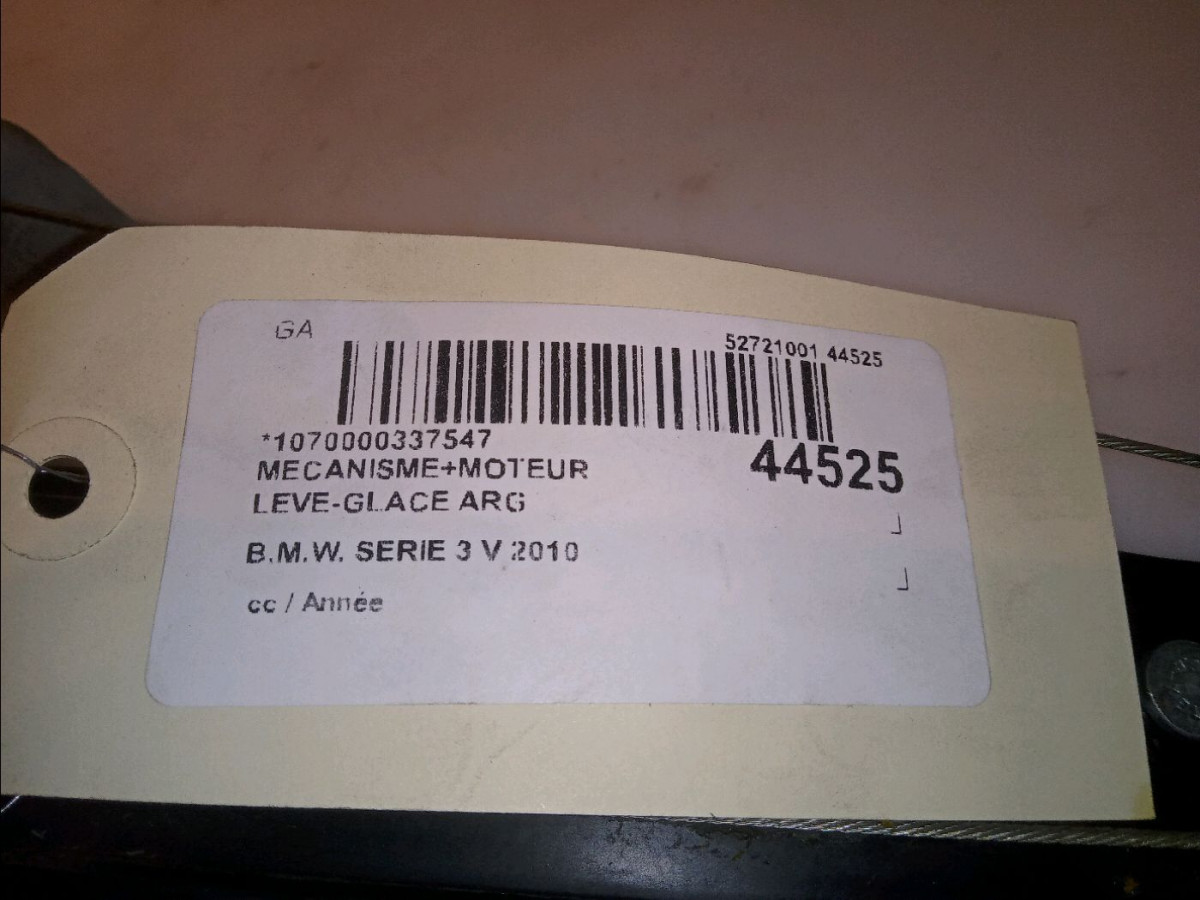 GA
52721001 44525
*1070000337547
44525
MECANISME+MOTEUR
LEVE-GLACE ARG
B.M.W. SERIE 3 V 2010
cc / Année